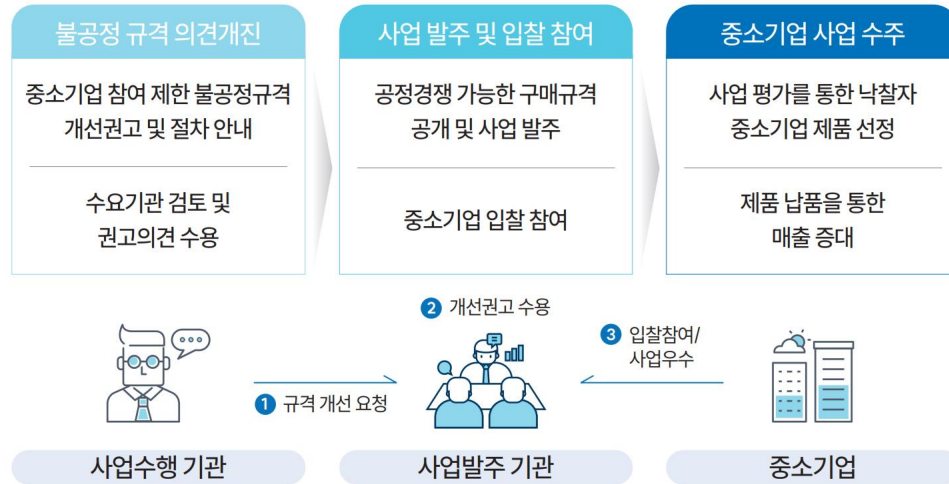 불공정 규격 의견개진
중소기업 참여 제한 불공정규격
개선권고 및 절차 안내
수요기관 검토 및
권고의견 수용
사업 발주 및 입찰 참여
공정경쟁 가능한 구매규격
공개 및 사업 발주
중소기업 입찰 참여
중소기업 사업 수주
사업 평가를 통한 낙찰자
중소기업 제품 선정
제품 납품을 통한
매출 증대
1 규격 개선 요청
2 개선권고 수용
3 입찰참여/
사업우수
사업수행 기관
사업발주 기관
중소기업